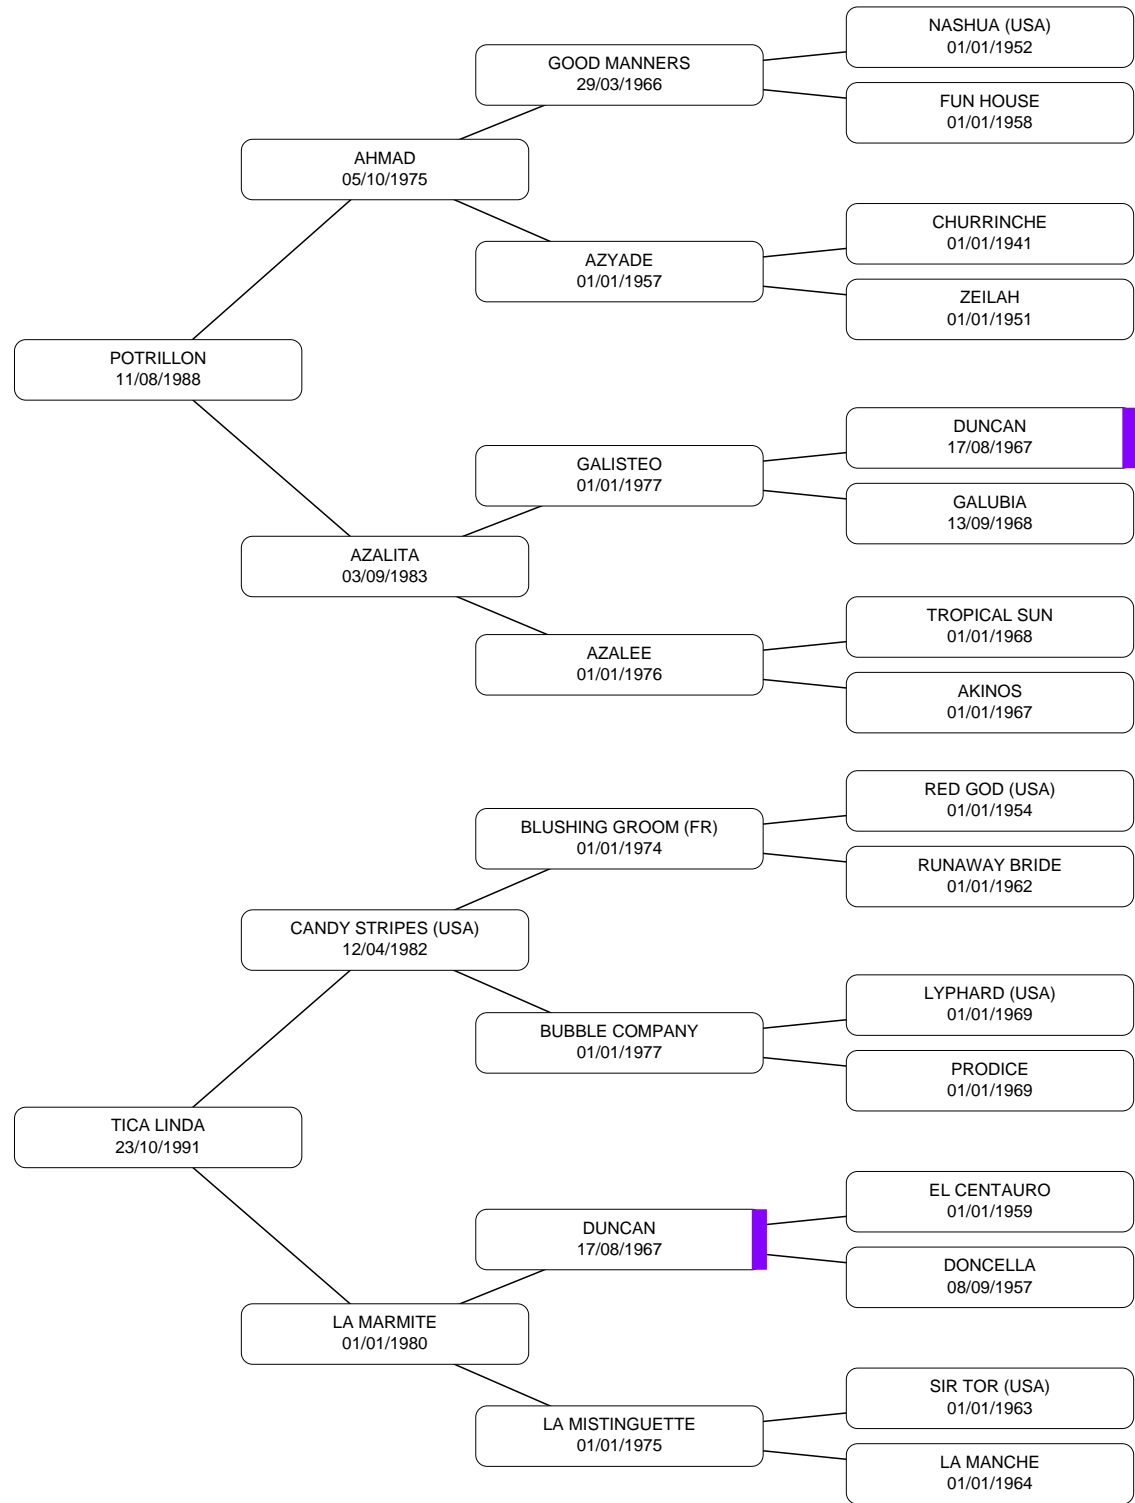 NASHUA (USA)
01/01/1952
GOOD MANNERS
29/03/1966
FUN HOUSE
01/01/1958
AHMAD
05/10/1975
CHURRINCHE
01/01/1941
AZYADE
01/01/1957
ZEILAH
01/01/1951
POTRILLON
11/08/1988
DUNCAN
17/08/1967
GALISTEO
01/01/1977
GALUBIA
13/09/1968
AZALITA
03/09/1983
TROPICAL SUN
01/01/1968
AZALEE
01/01/1976
AKINOS
01/01/1967
RED GOD (USA)
01/01/1954
BLUSHING GROOM (FR)
01/01/1974
RUNAWAY BRIDE
01/01/1962
CANDY STRIPES (USA)
12/04/1982
LYPHARD (USA)
01/01/1969
BUBBLE COMPANY
01/01/1977
PRODICE
01/01/1969
TICA LINDA
23/10/1991
EL CENTAURO
01/01/1959
DUNCAN
17/08/1967
DONCELLA
08/09/1957
LA MARMITE
01/01/1980
SIR TOR (USA)
01/01/1963
LA MISTINGUETTE
01/01/1975
LA MANCHE
01/01/1964